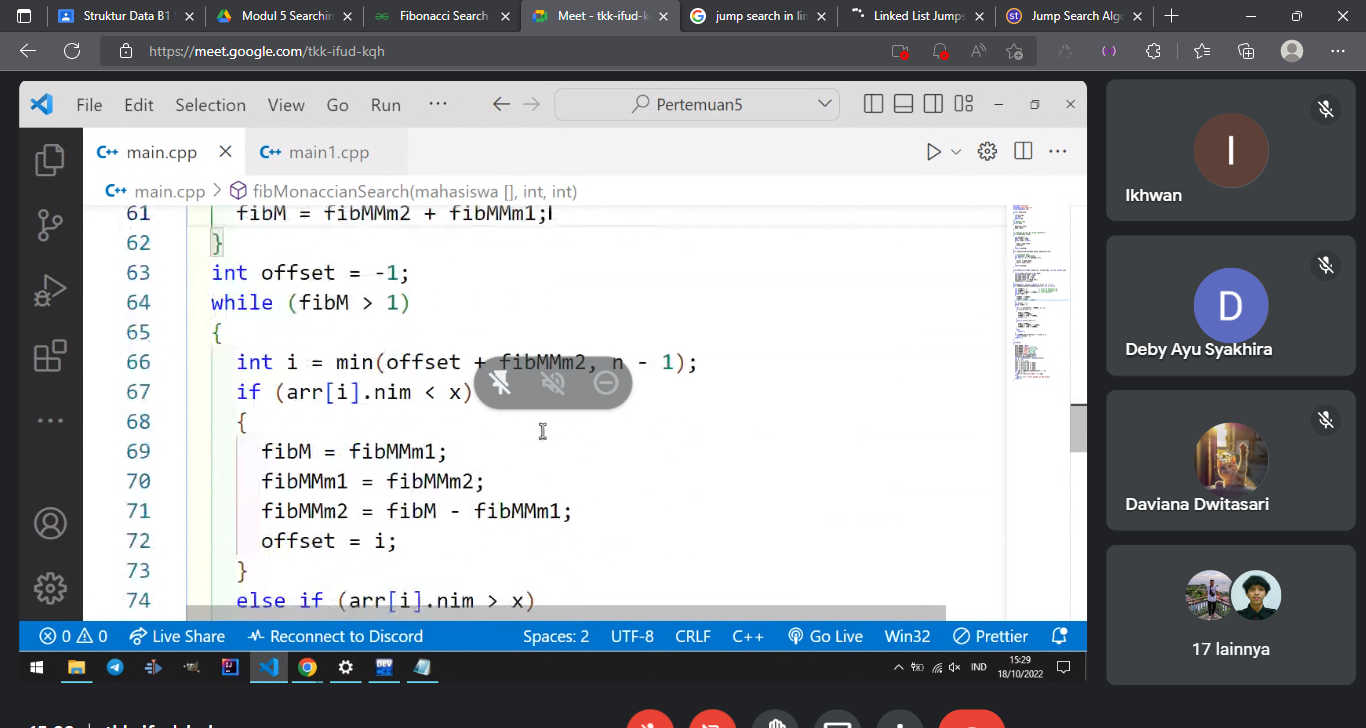 Struktur Data B1
Modul 5 Searchin
Fibonacci Search
Meet - tkk-ifud-k
jump search in lin
Linked List Jumps
Jump Search Algo
https://meet.google.com/tkk-ifud-kqh
File Edit Selection View Go Run ··· Pertemuan5
C++ main.cpp
C++ main1.cpp
C++ main.cpp > fibMonaccianSearch(mahasiswa [], int, int)
61 fibM = fibMMm2 + fibMMm1;
62 }
63 int offset = -1;
64 while (fibM > 1)
65 {
66 int i = min(offset + fibMMm2, n - 1);
67 if (arr[i].nim < x)
68 {
69 fibM = fibMMm1;
70 fibMMm1 = fibMMm2;
71 fibMMm2 = fibM - fibMMm1;
72 offset = i;
73 }
74 else if (arr[i].nim > x)
0 0 Live Share Reconnect to Discord Spaces: 2 UTF-8 CRLF C++ Go Live Win32 Prettier
DEV
IND
15:29
18/10/2022
I
Ikhwan
D
Deby Ayu Syakhira
Daviana Dwitasari
17 lainnya